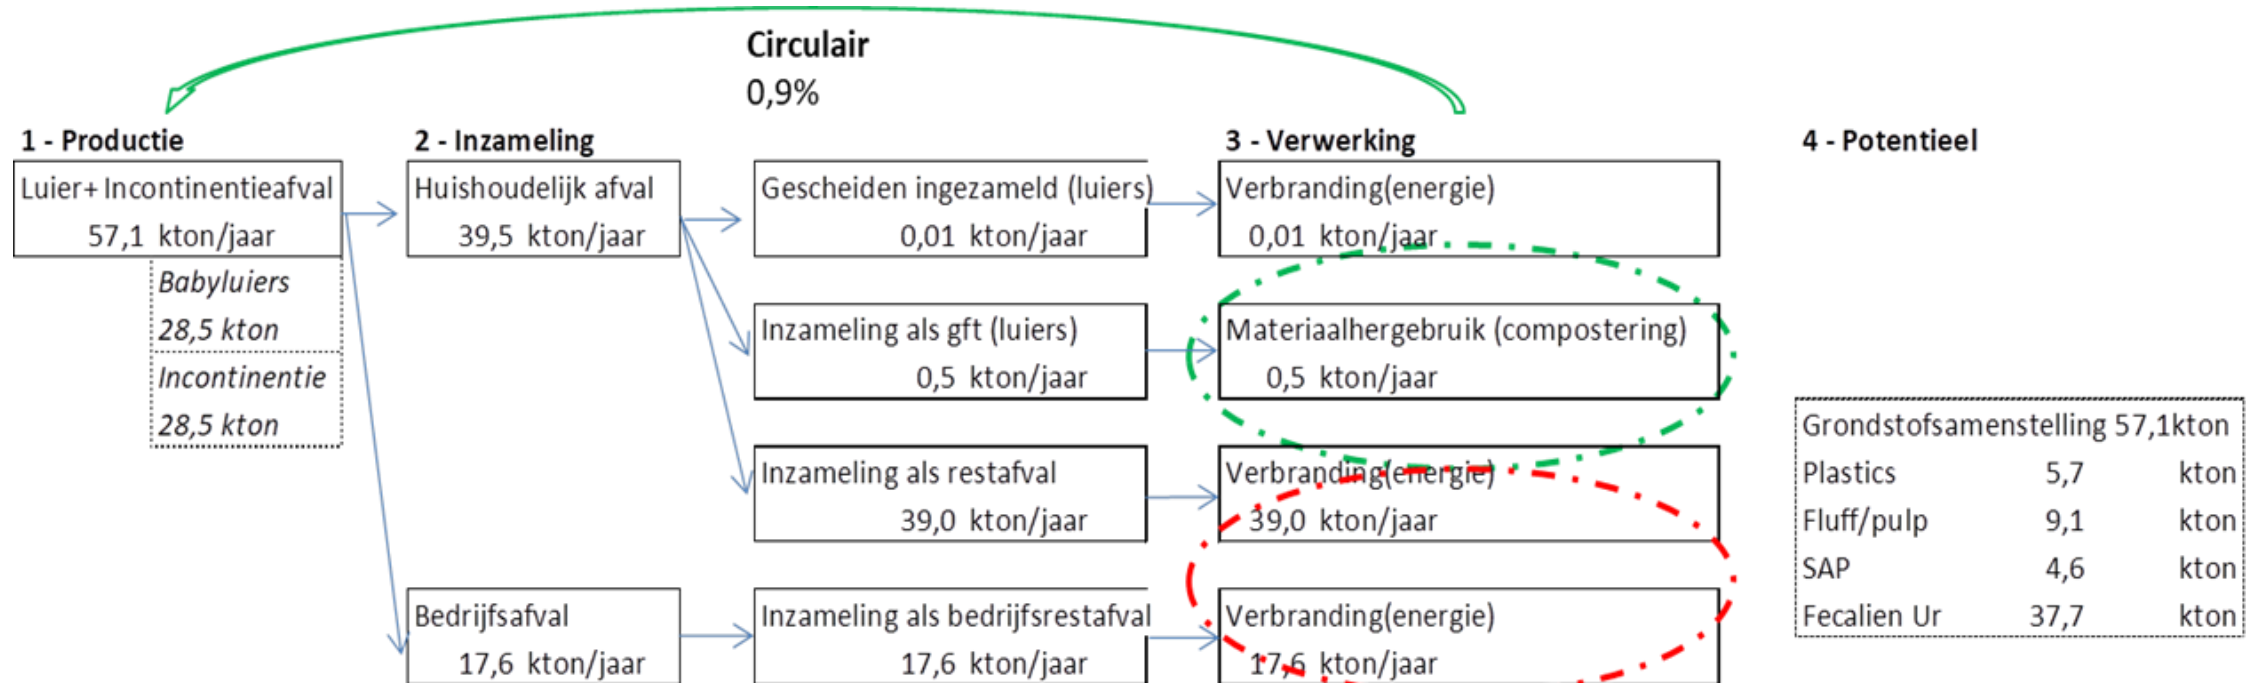 Circulair
0,9%
1 - Productie
Luier+ Incontinentieafval
57,1 kton/jaar
Babyluiers
28,5 kton
Incontinentie
28,5 kton
2 - Inzameling
Huishoudelijk afval
39,5 kton/jaar
Bedrijfsafval
17,6 kton/jaar
Gescheiden ingezameld (luiers)
0,01 kton/jaar
Inzameling als gft (luiers)
0,5 kton/jaar
Inzameling als restafval
39,0 kton/jaar
Inzameling als bedrijfsrestafval
17,6 kton/jaar
3 - Verwerking
Verbranding(energie)
0,01 kton/jaar
Materiaalhergebruik (compostering)
0,5 kton/jaar
Verbranding(energie)
39,0 kton/jaar
Verbranding(energie)
17,6 kton/jaar
4 - Potentieel
Grondstofsamenstelling 57,1kton
Plastics 5,7 kton
Fluff/pulp 9,1 kton
SAP 4,6 kton
Fecalien Ur 37,7 kton